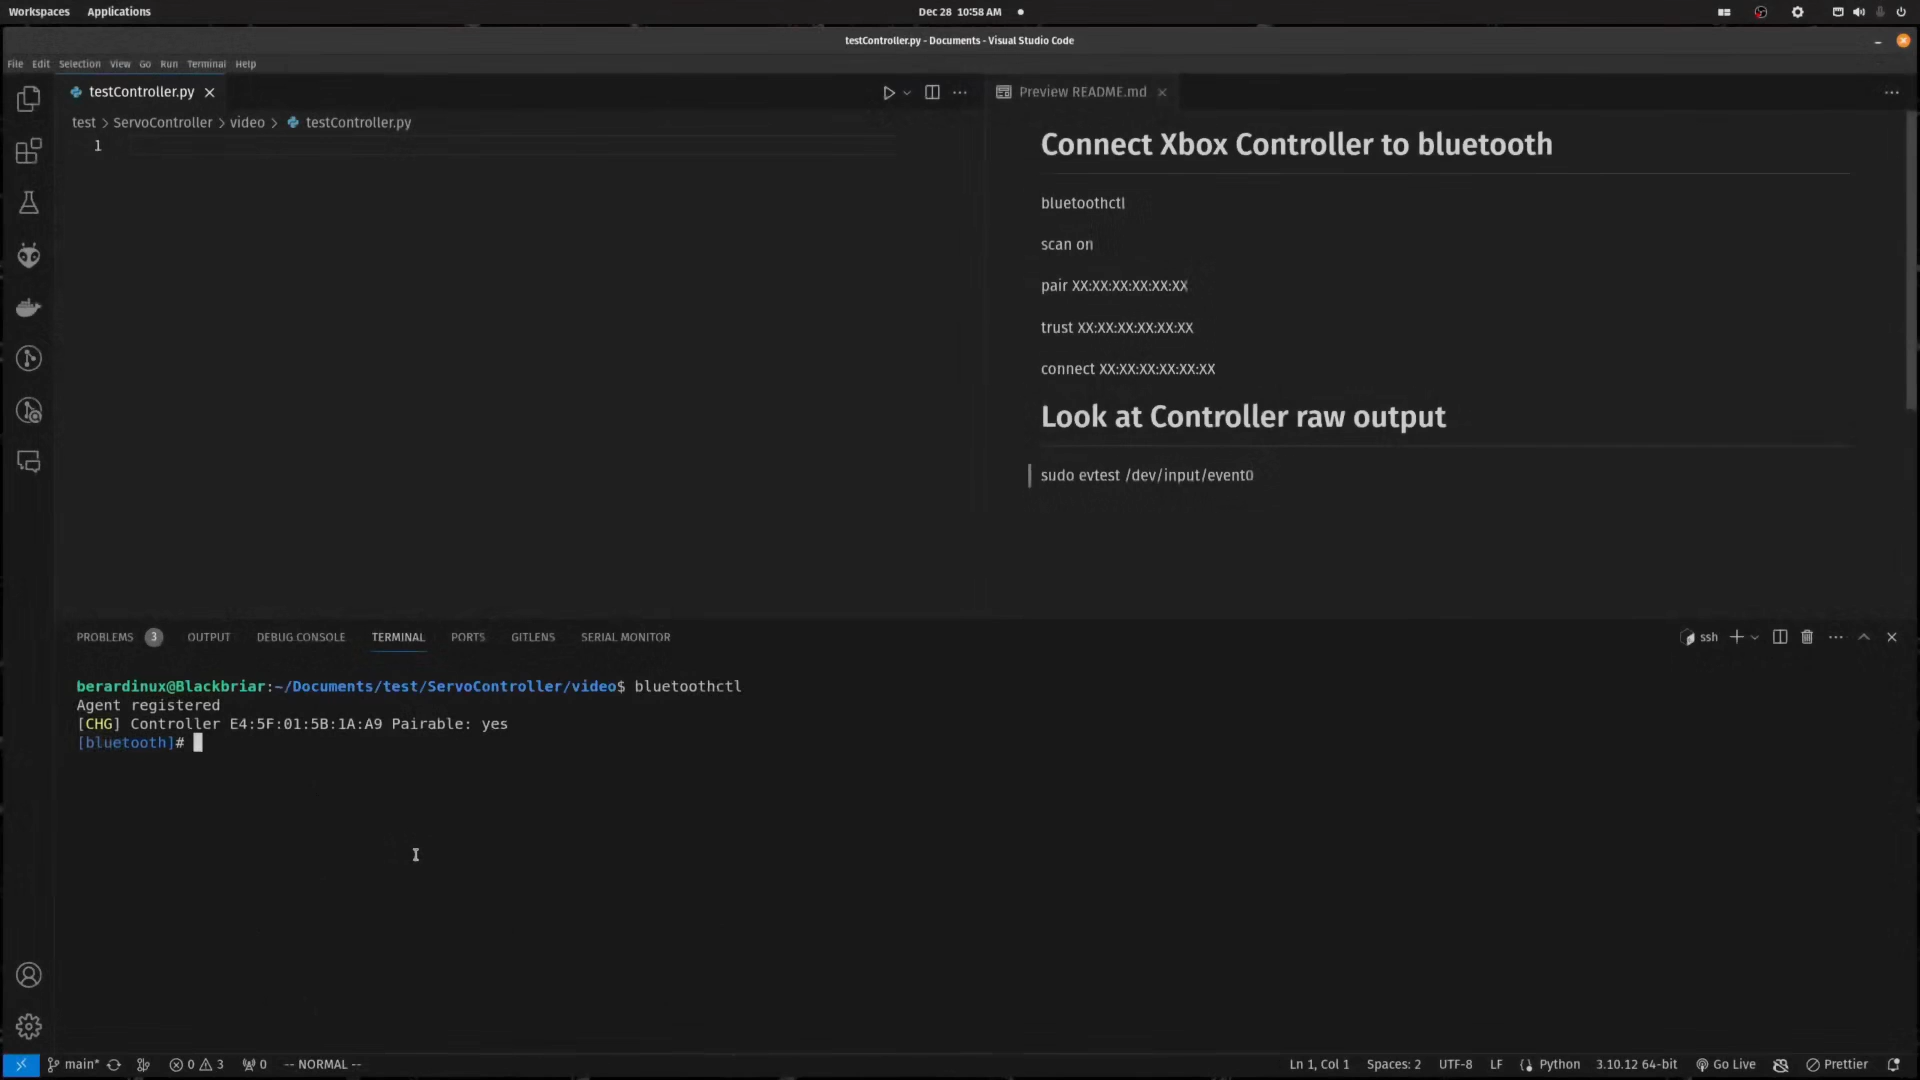 Workspaces Applications Dec 28 10:58 AM
testController.py - Documents - Visual Studio Code
File Edit Selection View Go Run Terminal Help
testController.py
test > ServoController > video > testController.py
1
Preview README.md
Connect Xbox Controller to bluetooth
bluetoothctl
scan on
pair XX:XX:XX:XX:XX:XX
trust XX:XX:XX:XX:XX:XX
connect XX:XX:XX:XX:XX:XX
Look at Controller raw output
sudo evtest /dev/input/event0
PROBLEMS 3 OUTPUT DEBUG CONSOLE TERMINAL PORTS GITLENS SERIAL MONITOR ssh
berardinux@Blackbriar:~/Documents/test/ServoController/video$ bluetoothctl
Agent registered
[CHG] Controller E4:5F:01:5B:1A:A9 Pairable: yes
[bluetooth]#
main* 0 3 0 -- NORMAL -- Ln 1, Col 1 Spaces: 2 UTF-8 LF Python 3.10.12 64-bit Go Live Prettier